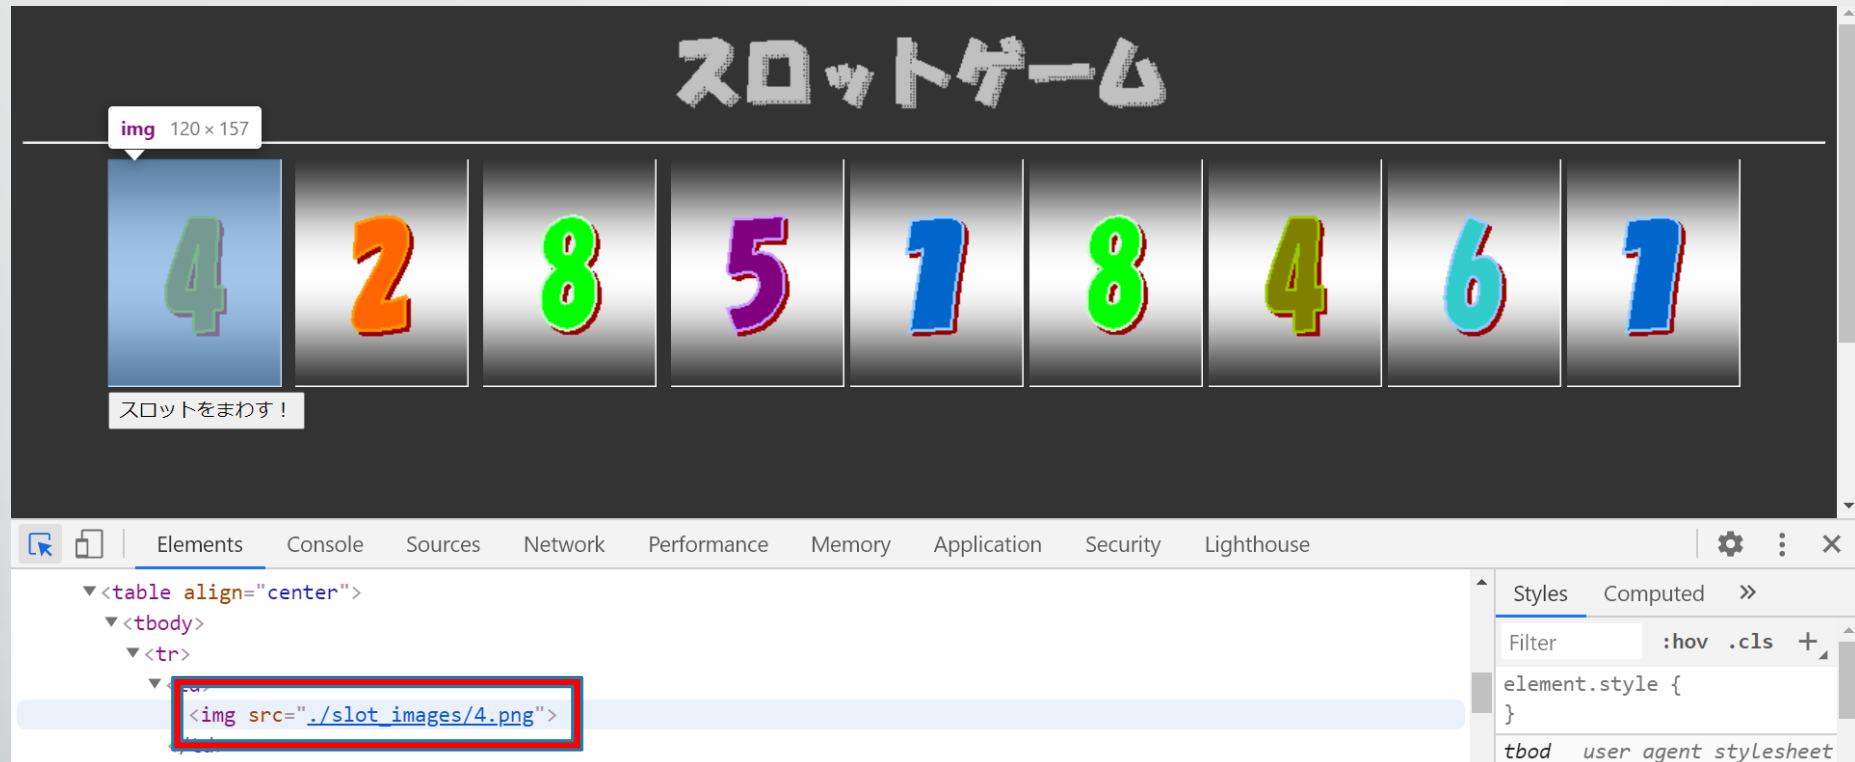 スロットゲーム
img 120 × 157
4 2 8 5 1 8 4 6 1
スロットをまわす！
Elements Console Sources Network Performance Memory Application Security Lighthouse
<table align="center">
<tbody>
<tr>
<img src="./slot_images/4.png">
Styles Computed »
Filter :hov .cls +
element.style {
}
tbod user agent stylesheet